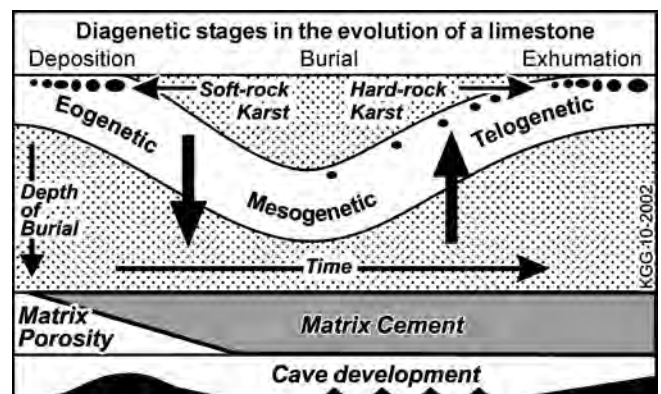 Diagenetic stages in the evolution of a limestone
Deposition Burial Exhumation
Soft-rock Karst
Hard-rock Karst
Eogenetic
Mesogenetic
Telogenetic
Depth of Burial
Time
KGG-10-2002
Matrix Porosity
Matrix Cement
Cave development